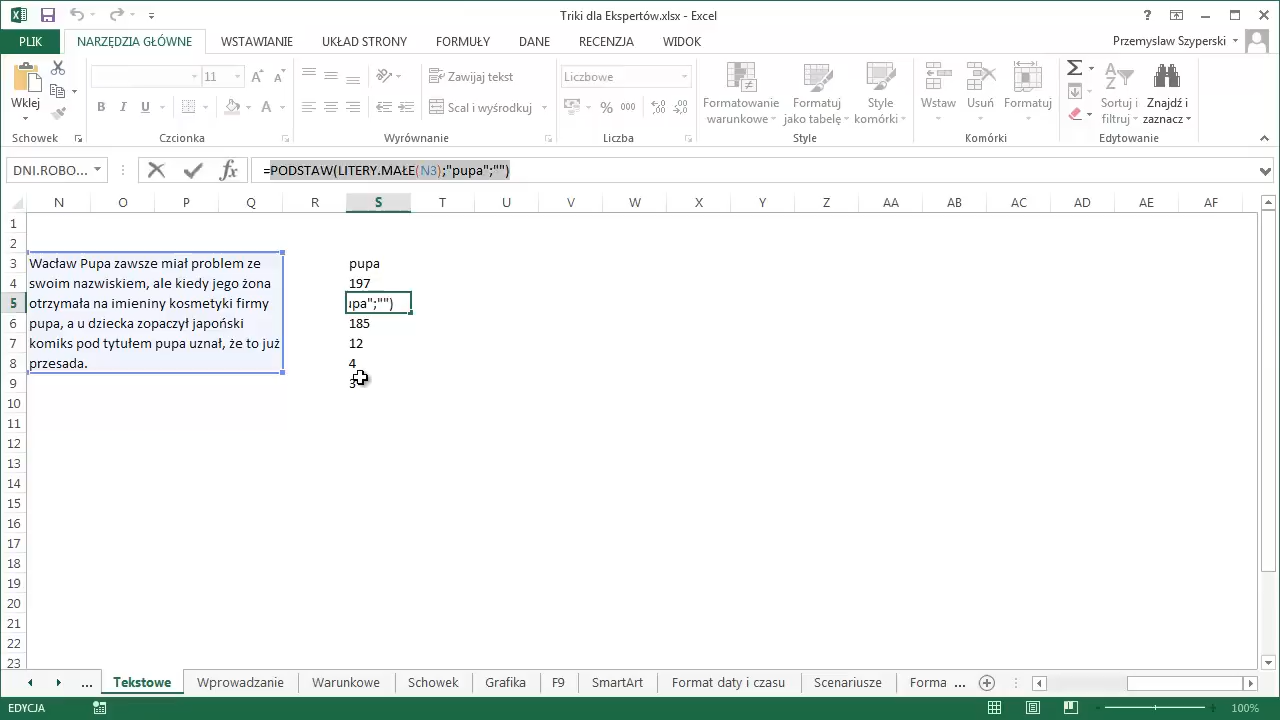 Triki dla Ekspertów.xlsx - Excel
PLIK NARZĘDZIA GŁÓWNE WSTAWIANIE UKŁAD STRONY FORMUŁY DANE RECENZJA WIDOK Przemyslaw Szyperski
Wklej
11
Zawijaj tekst
Scal i wyśrodkuj
Liczbowe
Formatowanie warunkowe
Formatuj jako tabelę
Style komórki
Wstaw
Usuń
Formatuj
Sortuj i filtruj
Znajdź i zaznacz
Schowek Czcionka Wyrównanie Liczba Style Komórki Edytowanie
DNI.ROBO... =PODSTAW(LITERY.MAŁE(N3);"pupa";"")
N O P Q R S T U V W X Y Z AA AB AC AD AE AF
1
2
3 Wacław Pupa zawsze miał problem ze pupa
4 swoim nazwiskiem, ale kiedy jego żona 197
5 otrzymała na imieniny kosmetyki firmy upa";"")
6 pupa, a u dziecka zopaczył japoński 185
7 komiks pod tytułem pupa uznał, że to już 12
8 przesada. 4
9 3
10
11
12
13
14
15
16
17
18
19
20
21
22
23
... Tekstowe Wprowadzanie Warunkowe Schowek Grafika F9 SmartArt Format daty i czasu Scenariusze Forma ...
EDYCJA 100%